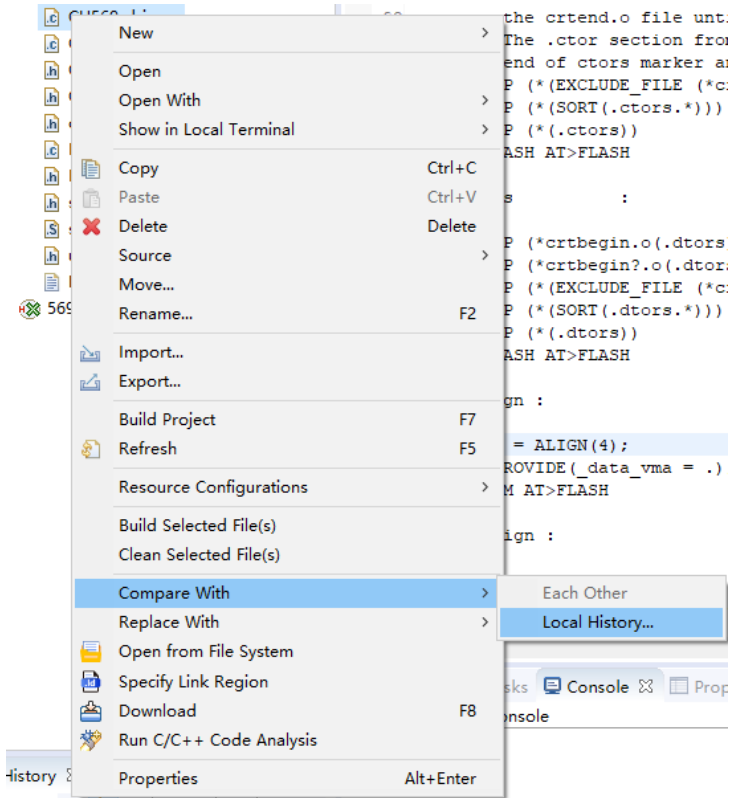 New
Open
Open With
Show in Local Terminal
Copy Ctrl+C
Paste Ctrl+V
Delete Delete
Source
Move...
Rename... F2
Import...
Export...
Build Project F7
Refresh F5
Resource Configurations
Build Selected File(s)
Clean Selected File(s)
Compare With
Replace With
Open from File System
Specify Link Region
Download F8
Run C/C++ Code Analysis
Properties Alt+Enter
Each Other
Local History...
.c
.c
.h
.h
.h
.c
.h
.h
.S
.h
569
the crtend.o file unt
The .ctor section fro
end of ctors marker a
P (*(EXCLUDE_FILE (*c
P (*(SORT(.ctors.*)))
P (*(.ctors))
ASH AT>FLASH
s :
P (*crtbegin.o(.dtors
P (*crtbegin?.o(.dtor
P (*(EXCLUDE_FILE (*c
P (*(SORT(.dtors.*)))
P (*(.dtors))
ASH AT>FLASH
gn :
= ALIGN(4);
ROVIDE(_data_vma = .)
M AT>FLASH
ign :
sks Console Prop
onsole
History